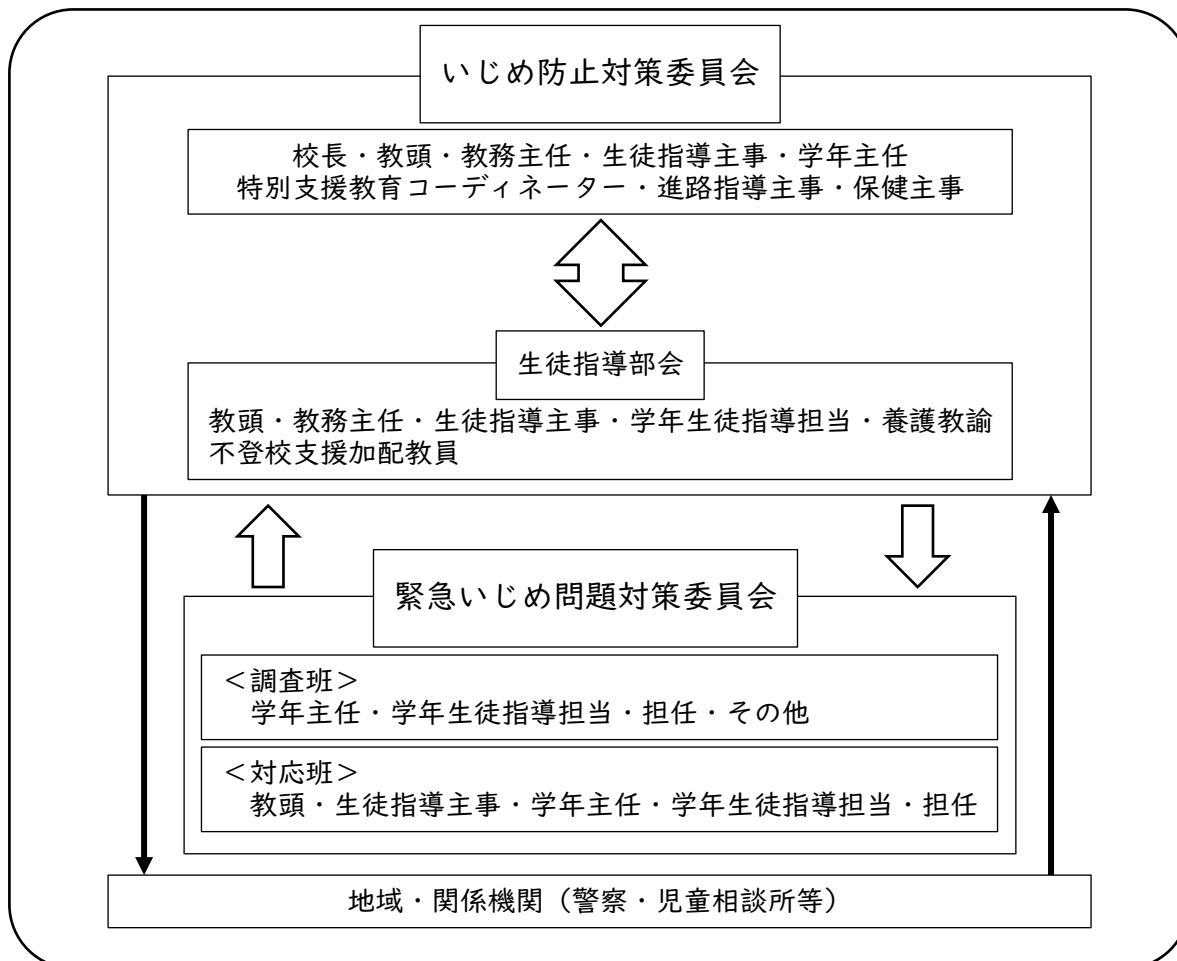 いじめ防止対策委員会
校長・教頭・教務主任・生徒指導主事・学年主任
特別支援教育コーディネーター・進路指導主事・保健主事
生徒指導部会
教頭・教務主任・生徒指導主事・学年生徒指導担当・養護教諭
不登校支援加配教員
緊急いじめ問題対策委員会
＜調査班＞
学年主任・学年生徒指導担当・担任・その他
＜対応班＞
教頭・生徒指導主事・学年主任・学年生徒指導担当・担任
地域・関係機関（警察・児童相談所等）